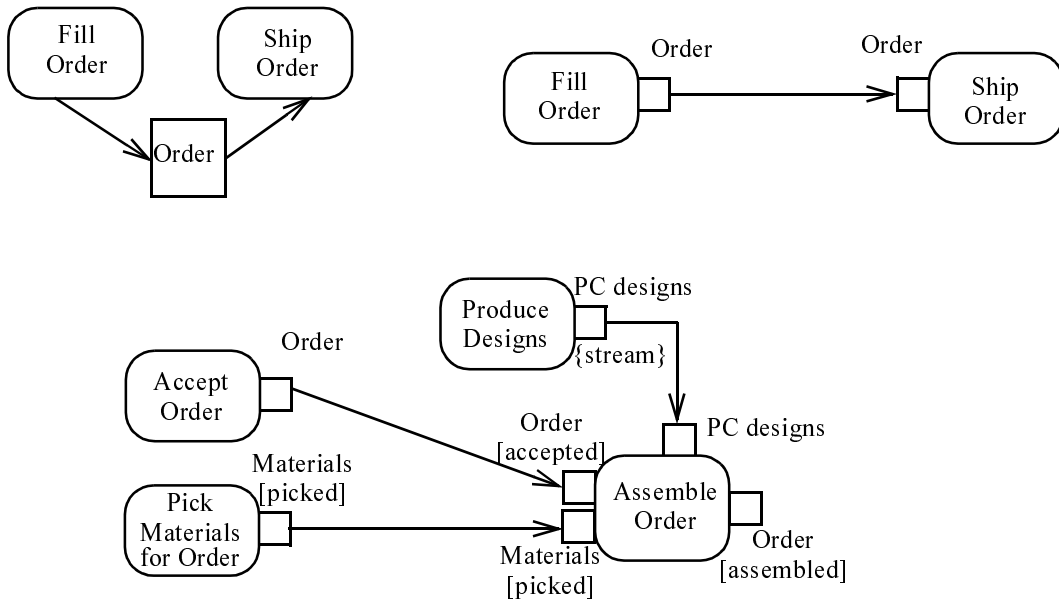 Fill
Order
Ship
Order
Order
Order
Order
Fill
Order
Ship
Order
PC designs
Produce
Designs
{stream}
Order
Accept
Order
Order
[accepted]
PC designs
Materials
[picked]
Pick
Materials
for Order
Assemble
Order
Materials
[picked]
Order
[assembled]